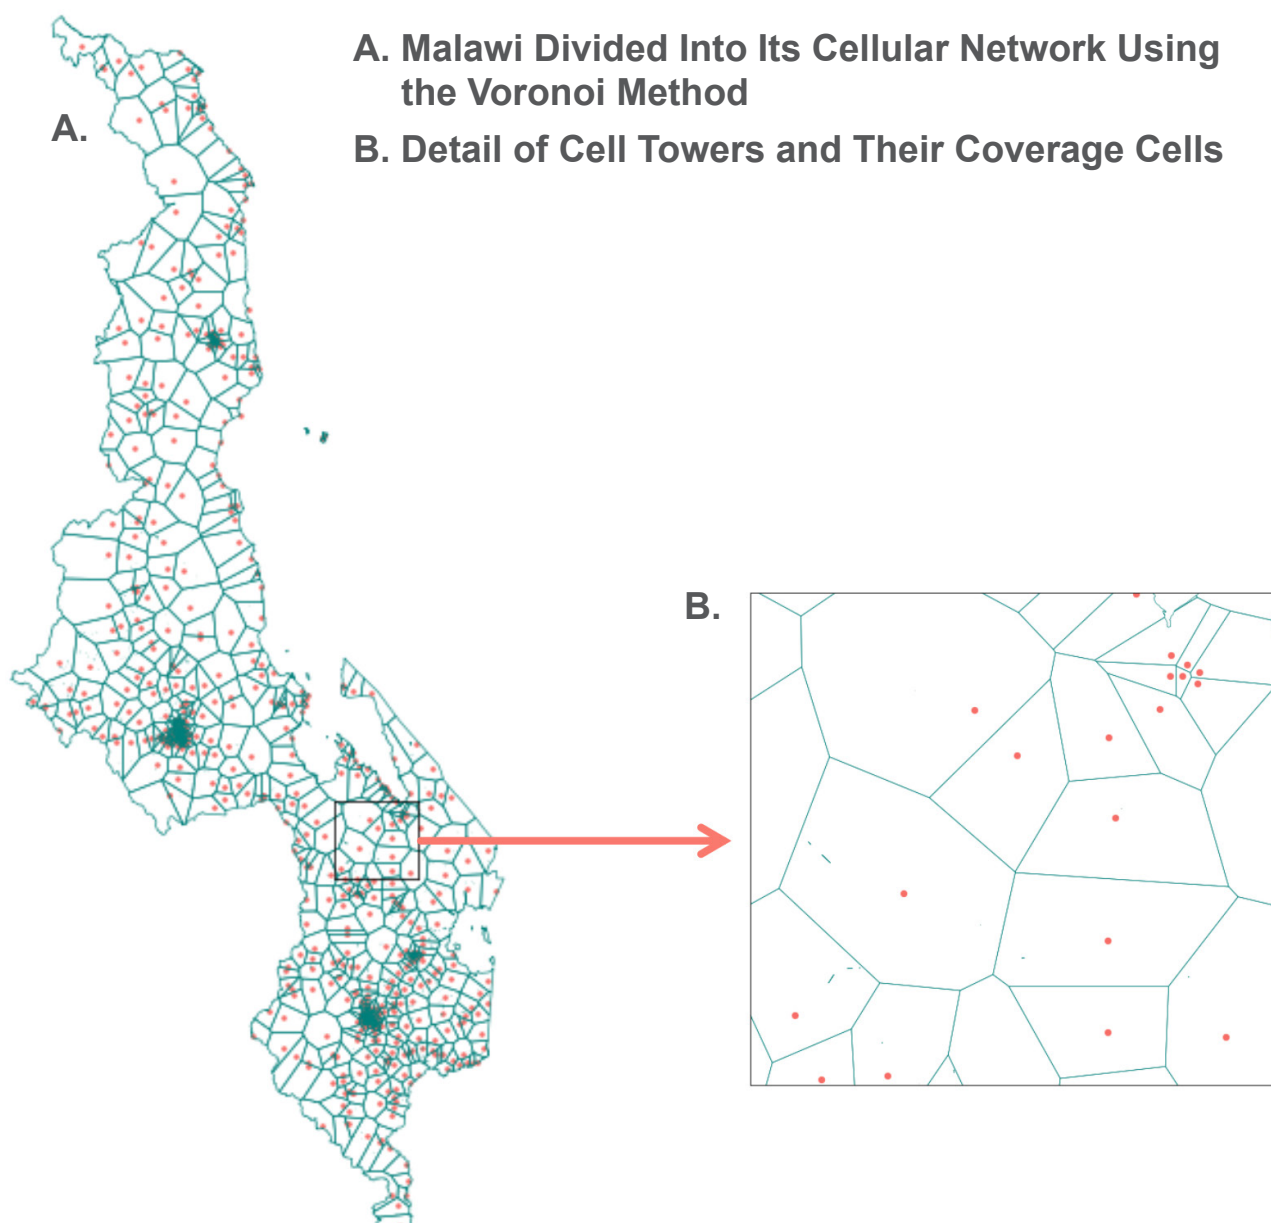 A. Malawi Divided Into Its Cellular Network Using
the Voronoi Method
B. Detail of Cell Towers and Their Coverage Cells
A.
B.